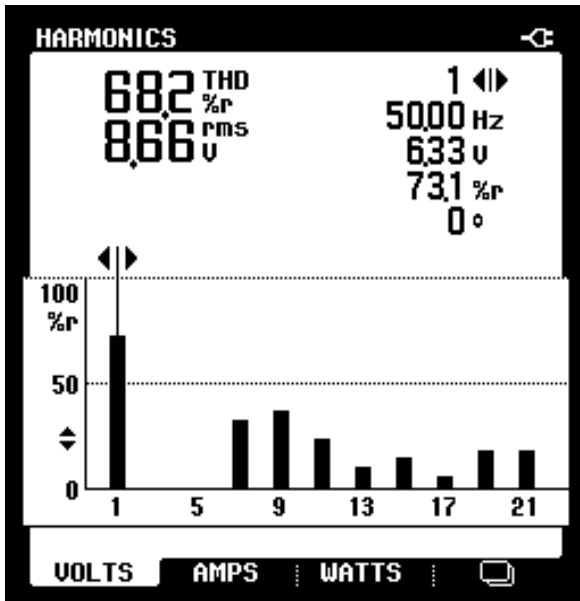 HARMONICS
68.2 THD %r
8.66 rms V
1
50.00 Hz
6.33 V
73.1 %r
0 °
100
%r
50
0
1 5 9 13 17 21
VOLTS AMPS WATTS